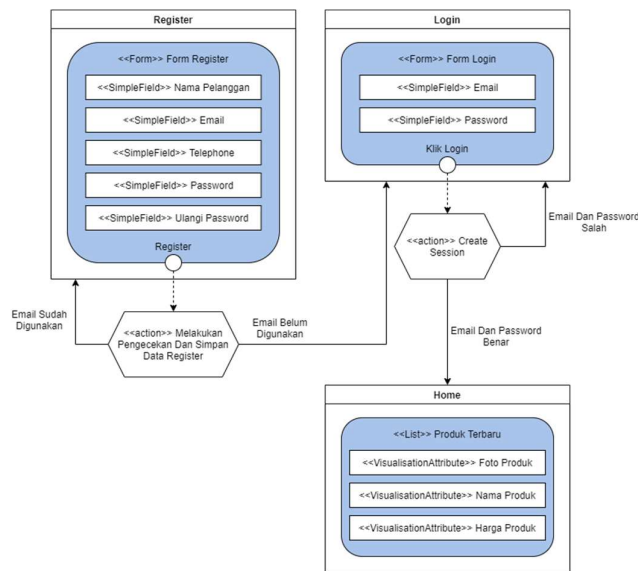 Register
<<Form>> Form Register
<<SimpleField>> Nama Pelanggan
<<SimpleField>> Email
<<SimpleField>> Telephone
<<SimpleField>> Password
<<SimpleField>> Ulangi Password
Register
Email Sudah
Digunakan
<<action>> Melakukan
Pengecekan Dan Simpan
Data Register
Email Belum
Digunakan
Login
<<Form>> Form Login
<<SimpleField>> Email
<<SimpleField>> Password
Klik Login
<<action>> Create
Session
Email Dan Password
Salah
Email Dan Password
Benar
Home
<<List>> Produk Terbaru
<<VisualisationAttribute>> Foto Produk
<<VisualisationAttribute>> Nama Produk
<<VisualisationAttribute>> Harga Produk